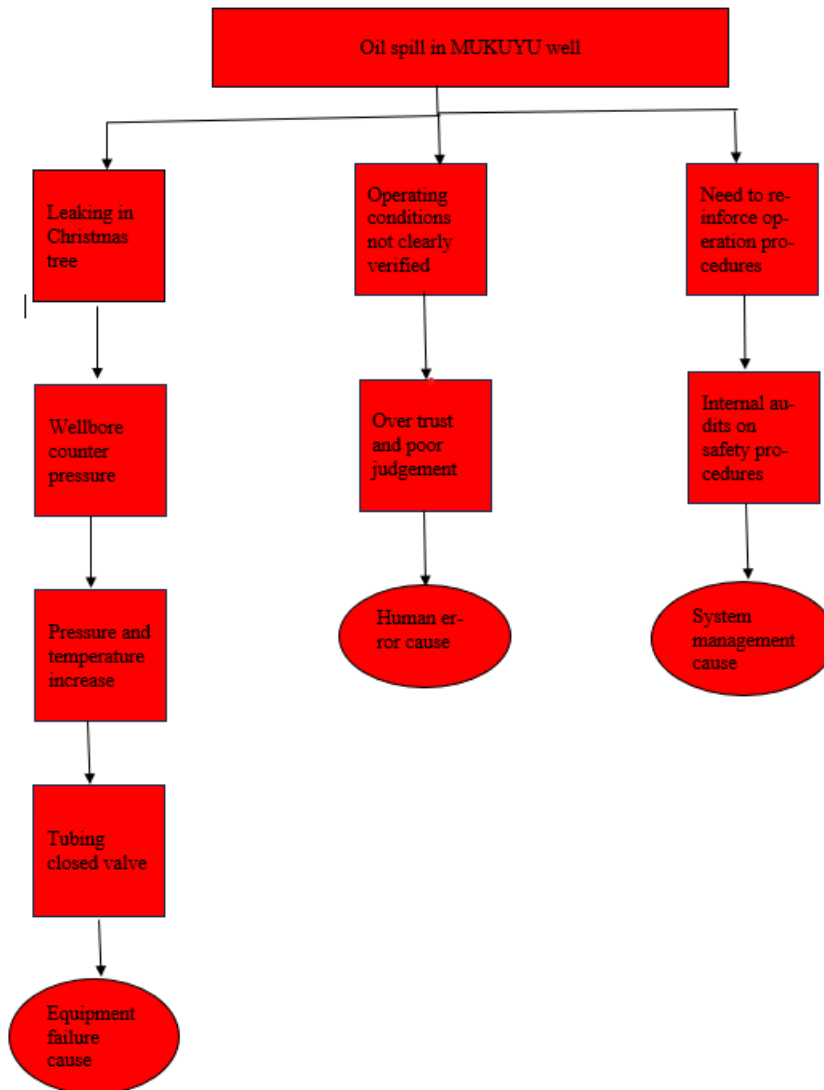 Oil spill in MUKUYU well
Leaking in
Christmas
tree
Operating
conditions
not clearly
verified
Need to re-
inforce op-
eration pro-
cedures
Wellbore
counter
pressure
Over trust
and poor
judgement
Internal au-
dits on
safety pro-
cedures
Pressure and
temperature
increase
Human er-
ror cause
System
management
cause
Tubing
closed valve
Equipment
failure
cause